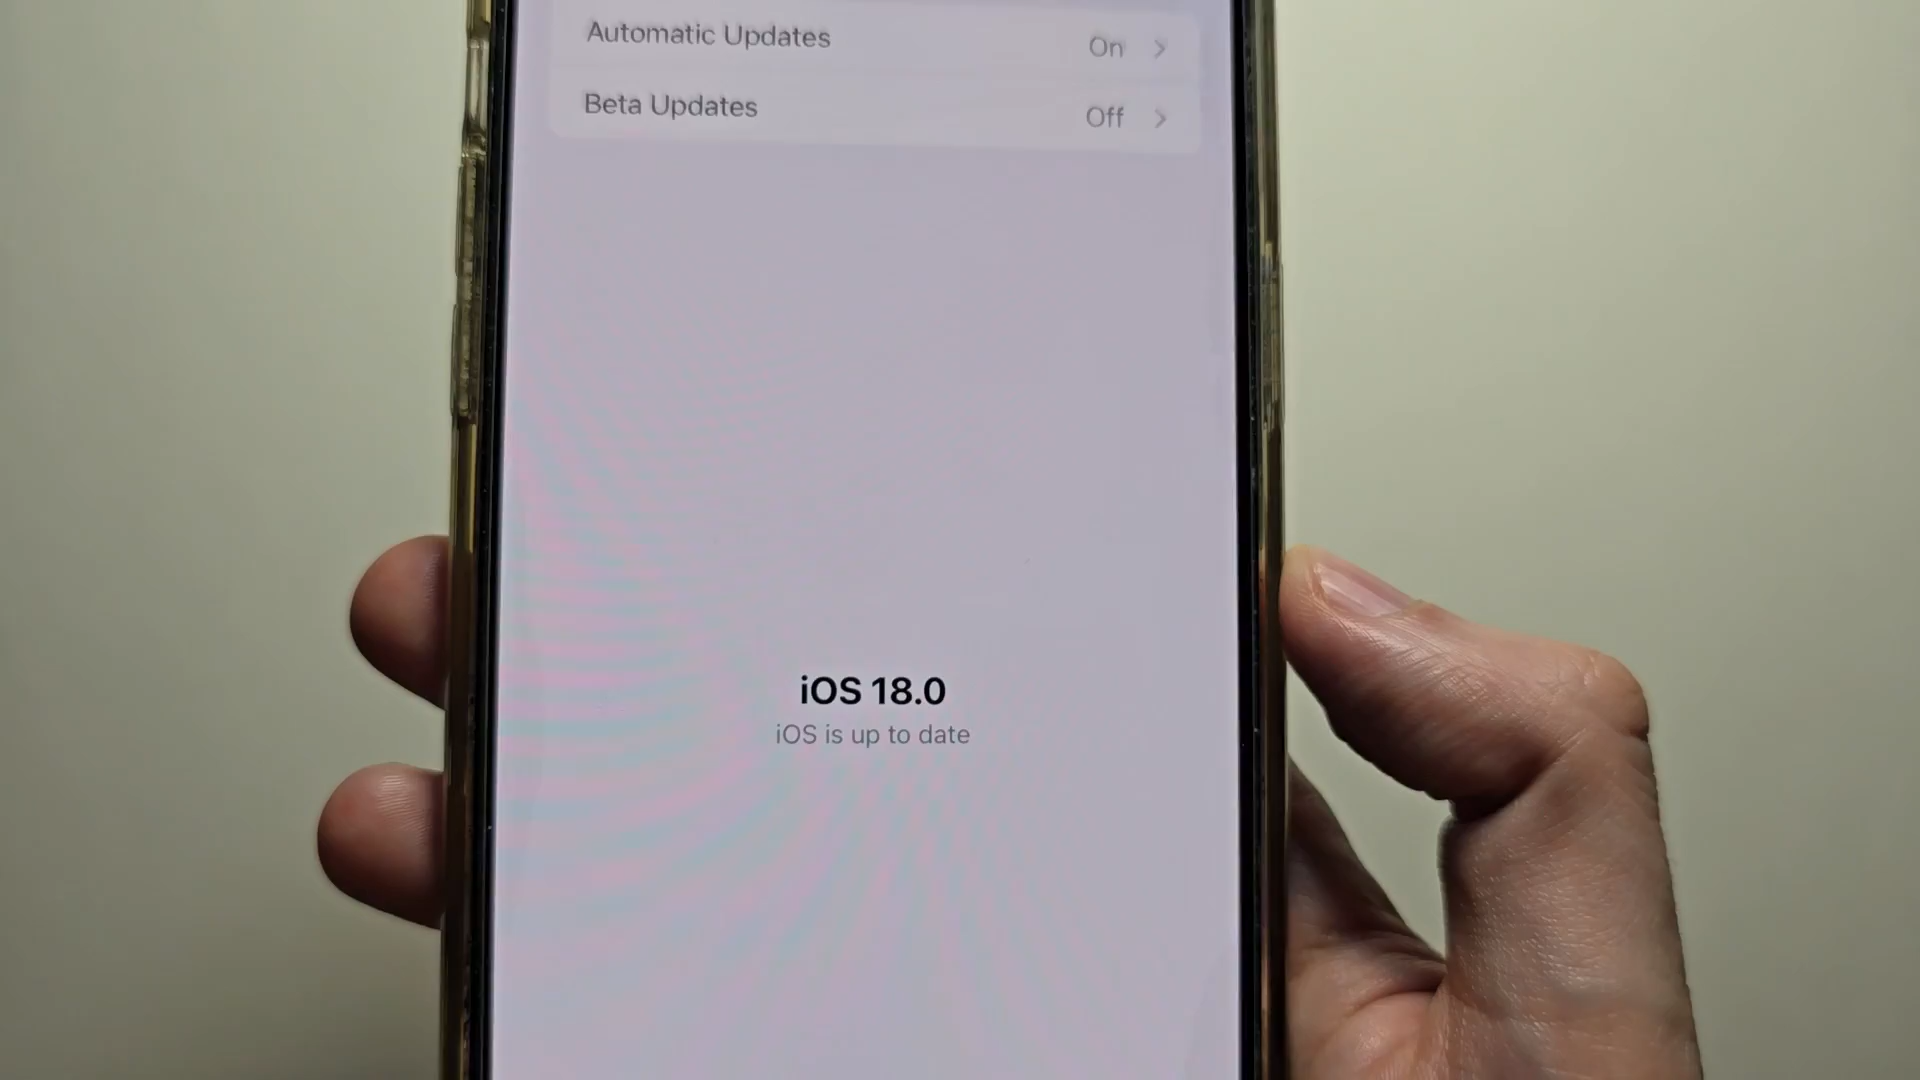 Automatic Updates On
Beta Updates Off
iOS 18.0
iOS is up to date